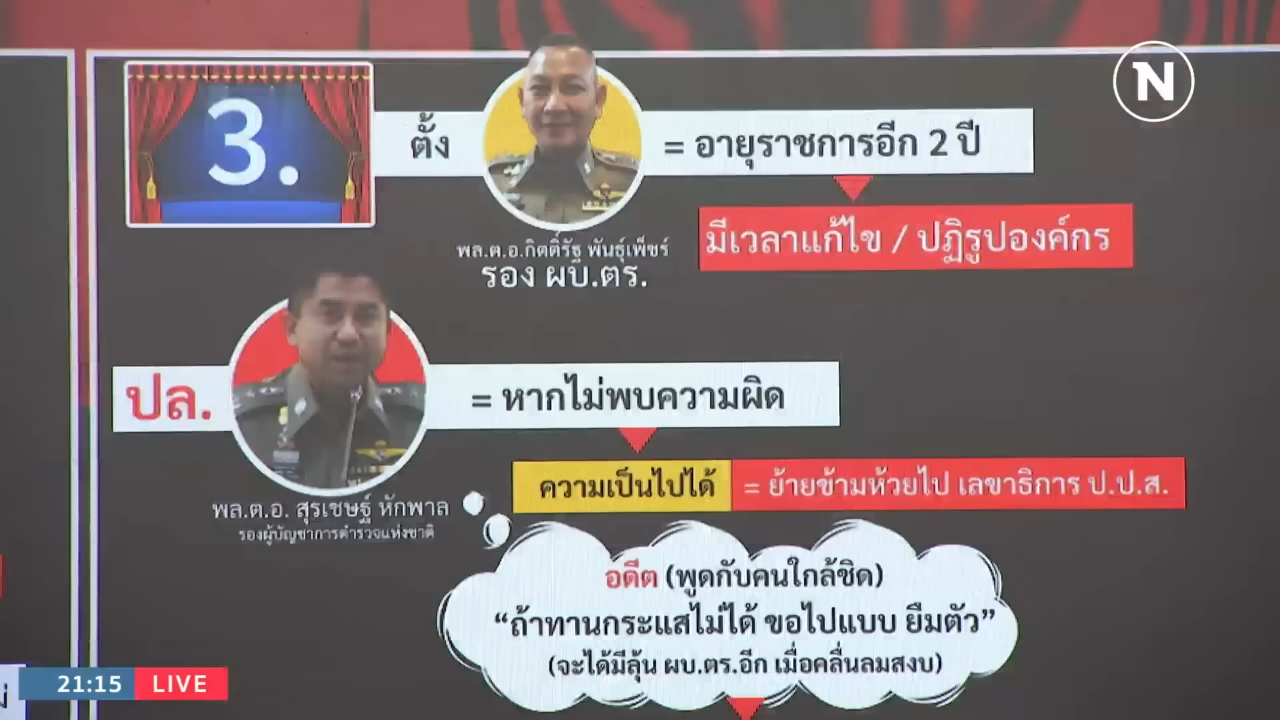 N
3.
ตั้ง
= อายุราชการอีก 2 ปี
มีเวลาแก้ไข / ปฏิรูปองค์กร
พล.ต.อ.กิตติ์รัฐ พันธุ์เพ็ชร์
รอง ผบ.ตร.
ปล.
= หากไม่พบความผิด
ความเป็นไปได้ = ย้ายข้ามห้วยไป เลขาธิการ ป.ป.ส.
พล.ต.อ. สุรเชษฐ์ หักพาล
รองผู้บัญชาการตำรวจแห่งชาติ
อดีต (พูดกับคนใกล้ชิด)
“ถ้าทานกระแสไม่ได้ ขอไปแบบ ยืมตัว”
(จะได้มีลุ้น ผบ.ตร.อีก เมื่อคลื่นลมสงบ)
21:15 LIVE